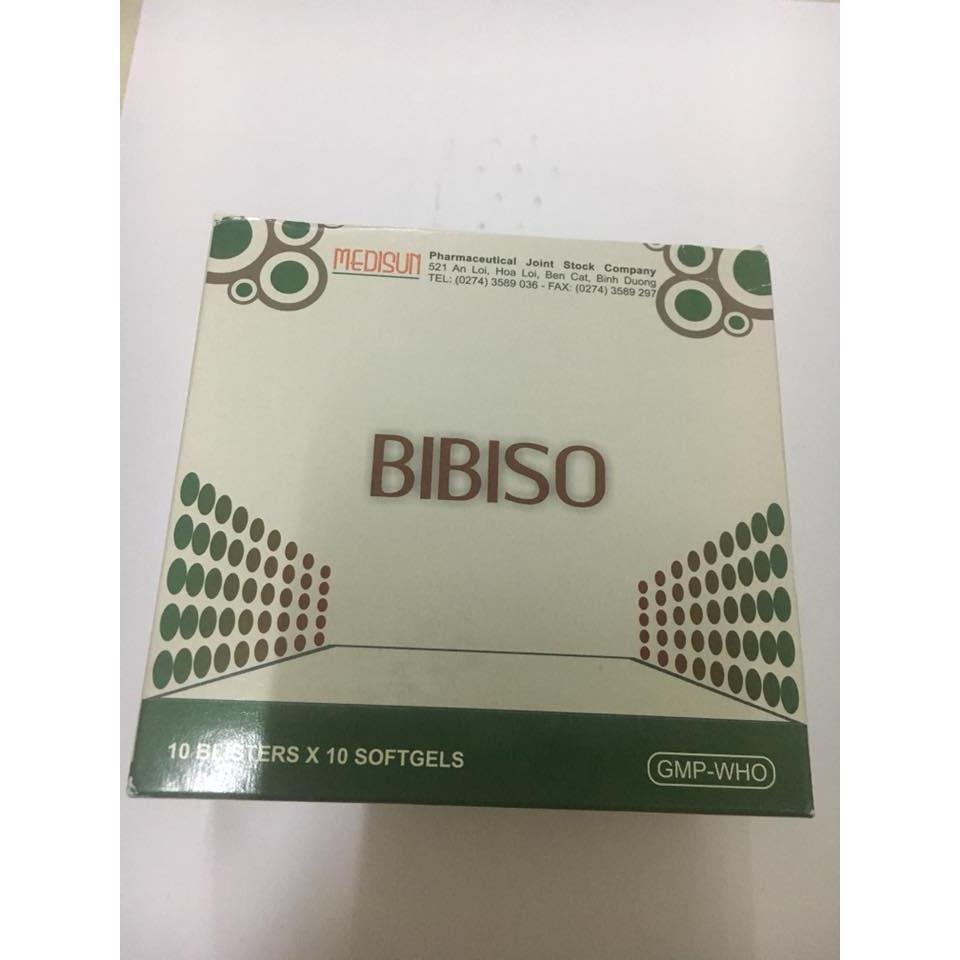 MEDISUN
Pharmaceutical Joint Stock Company
521 An Loi, Hoa Loi, Ben Cat, Binh Duong
TEL: (0274) 3589 036 - FAX: (0274) 3589 297
BIBISO
10 BLISTERS X 10 SOFTGELS
GMP-WHO